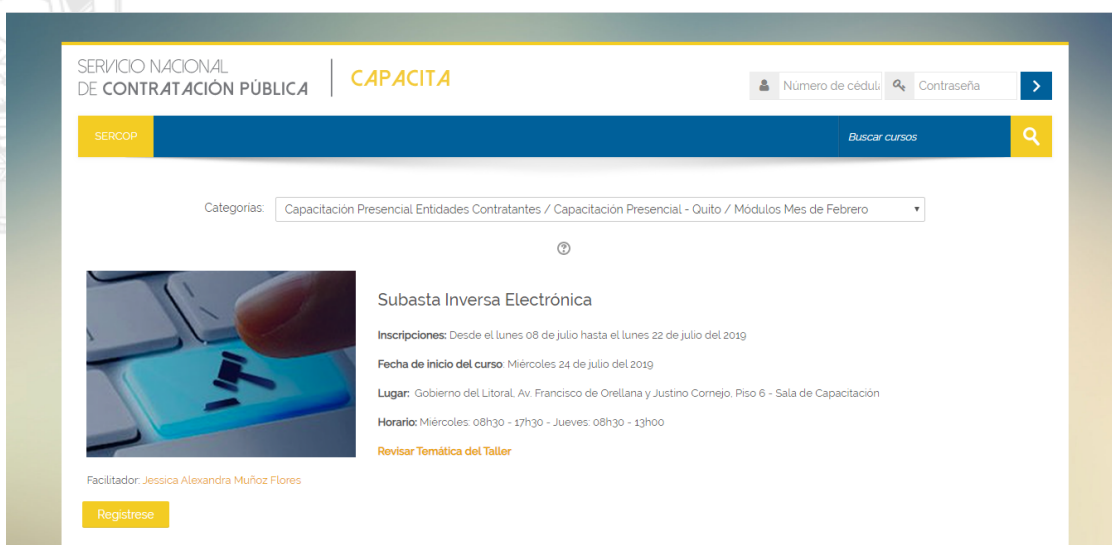 SERVICIO NACIONAL
DE CONTRATACIÓN PÚBLICA
CAPACITA
Número de cédul
Contraseña
SERCOP
Buscar cursos
Categorías:
Capacitación Presencial Entidades Contratantes / Capacitación Presencial - Quito / Módulos Mes de Febrero
Subasta Inversa Electrónica
Inscripciones: Desde el lunes 08 de julio hasta el lunes 22 de julio del 2019
Fecha de inicio del curso: Miércoles 24 de julio del 2019
Lugar: Gobierno del Litoral, Av. Francisco de Orellana y Justino Cornejo, Piso 6 - Sala de Capacitación
Horario: Miércoles: 08h30 - 17h30 - Jueves: 08h30 - 13h00
Revisar Temática del Taller
Facilitador: Jessica Alexandra Muñoz Flores
Regístrese